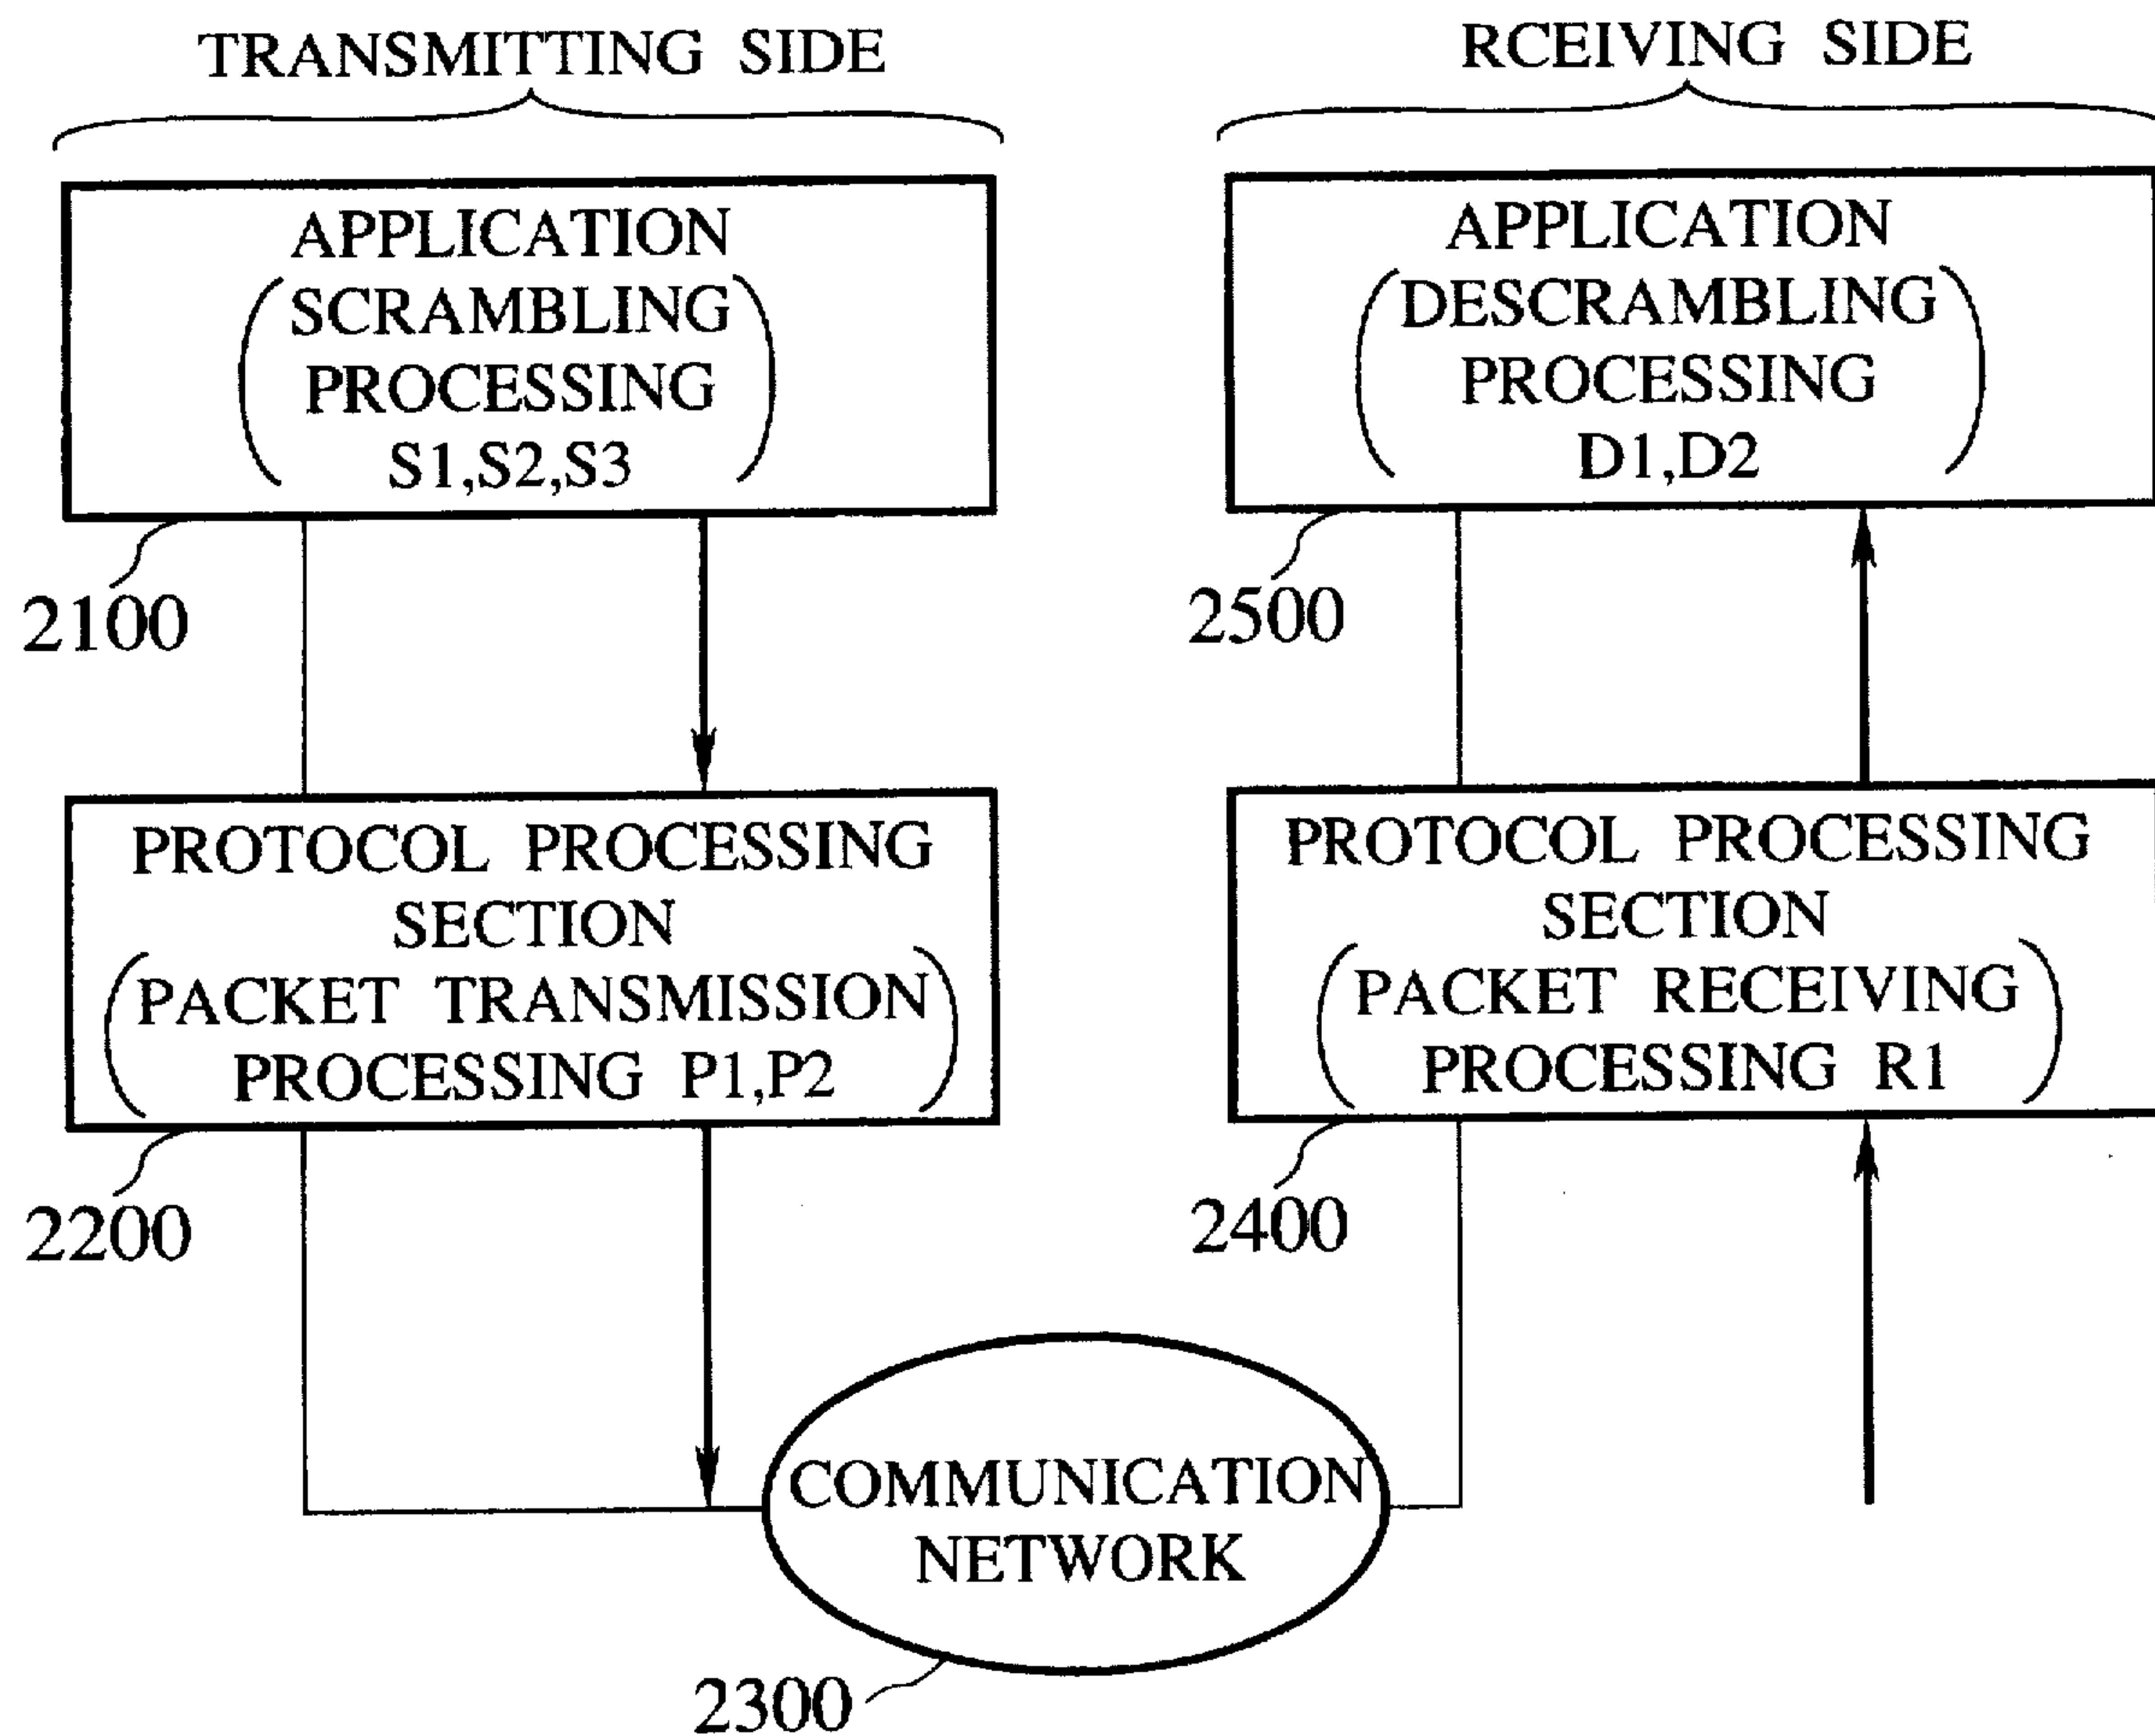 TRANSMITTING SIDE
APPLICATION
SCRAMBLING
PROCESSING
S1,S2,S3
2100
PROTOCOL PROCESSING
SECTION
PACKET TRANSMISSION
PROCESSING P1,P2
2200
RCEIVING SIDE
APPLICATION
DESCRAMBLING
PROCESSING
D1,D2
2500
PROTOCOL PROCESSING
SECTION
PACKET RECEIVING
PROCESSING R1
2400
COMMUNICATION
NETWORK
2300